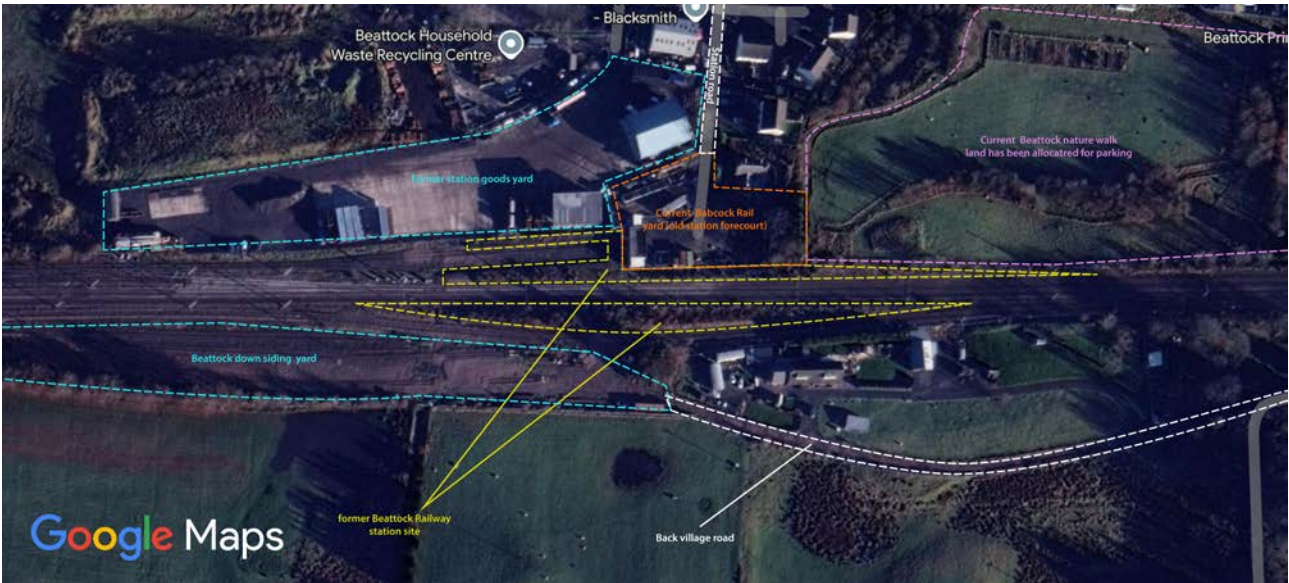 - Blacksmith
Beattock Household
Waste Recycling Centre
Station road
Beattock Pri
Current Beattock nature walk
land has been allocatred for parking
Former station goods yard
Current Babcock Rail
yard (old station forecourt)
Beattock down siding yard
former Beattock Railway
station site
Back village road
Google Maps